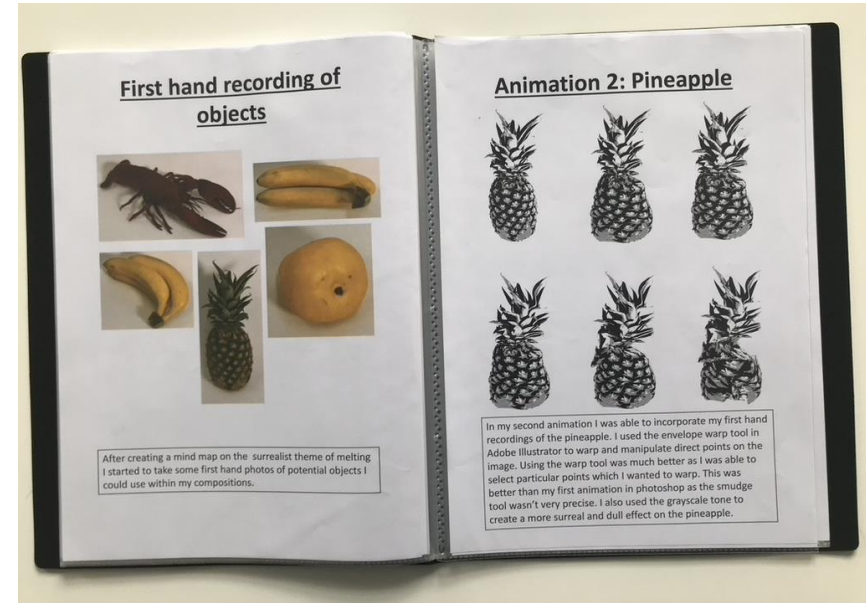 First hand recording of
objects
After creating a mind map on the surrealist theme of melting
I started to take some first hand photos of potential objects I
could use within my compositions.
Animation 2: Pineapple
In my second animation I was able to incorporate my first hand
recordings of the pineapple. I used the envelope warp tool in
Adobe Illustrator to warp and manipulate direct points on the
image. Using the warp tool was much better as I was able to
select particular points which I wanted to warp. This was
better than my first animation in photoshop as the smudge
tool wasn't very precise. I also used the grayscale tone to
create a more surreal and dull effect on the pineapple.